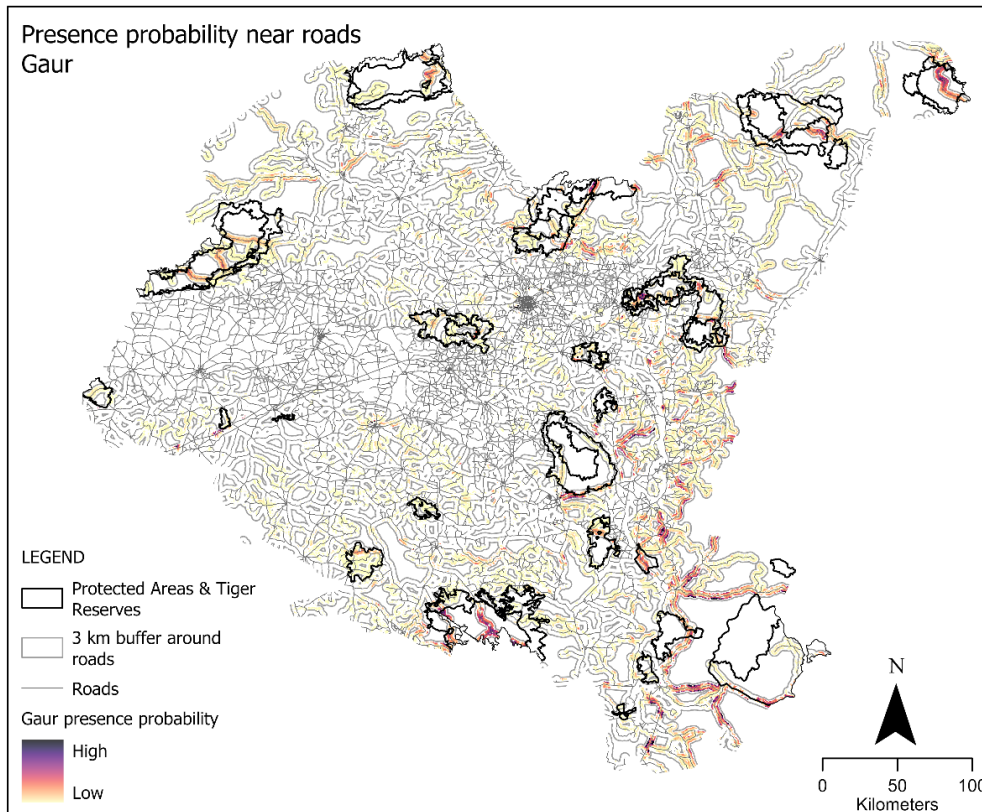 Presence probability near roads
Gaur
LEGEND
Protected Areas & Tiger
Reserves
3 km buffer around
roads
Roads
Gaur presence probability
High
Low
N
0 50 100
Kilometers